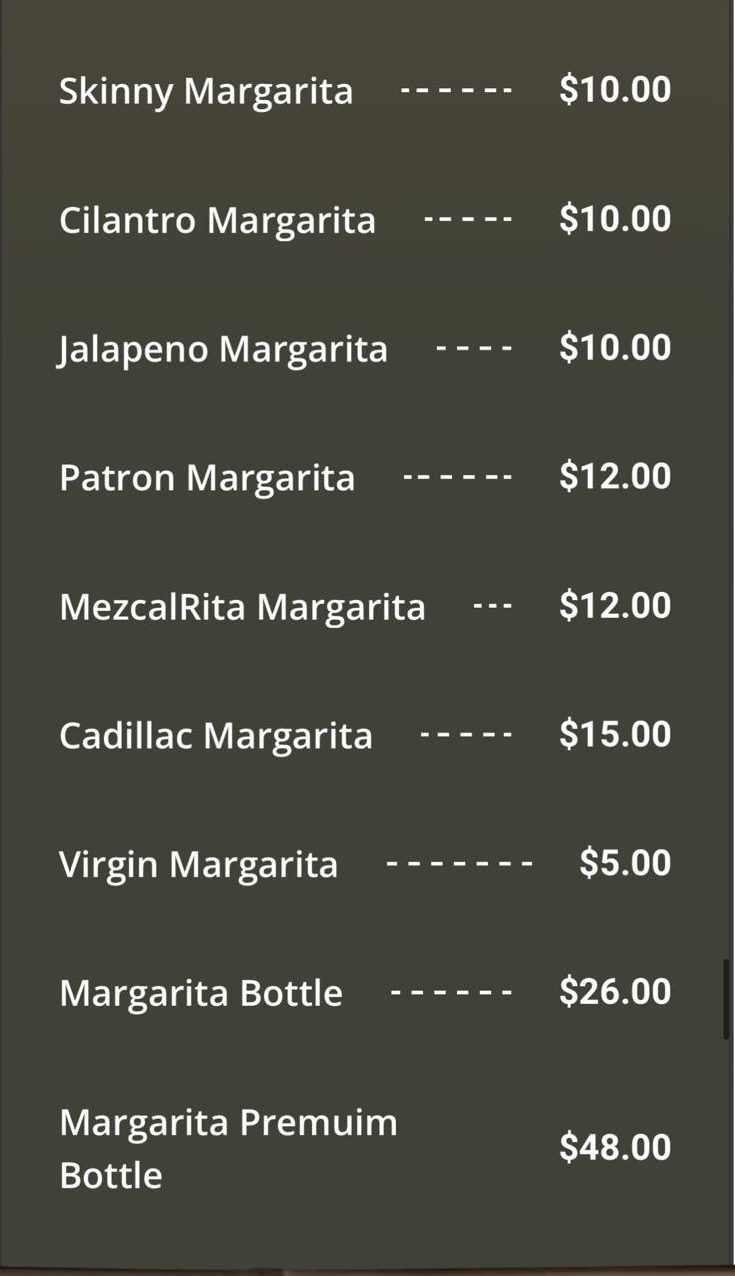 Skinny Margarita ------ $10.00
Cilantro Margarita ----- $10.00
Jalapeno Margarita ---- $10.00
Patron Margarita ------ $12.00
MezcalRita Margarita --- $12.00
Cadillac Margarita ----- $15.00
Virgin Margarita ------- $5.00
Margarita Bottle ------ $26.00
Margarita Premuim
Bottle $48.00